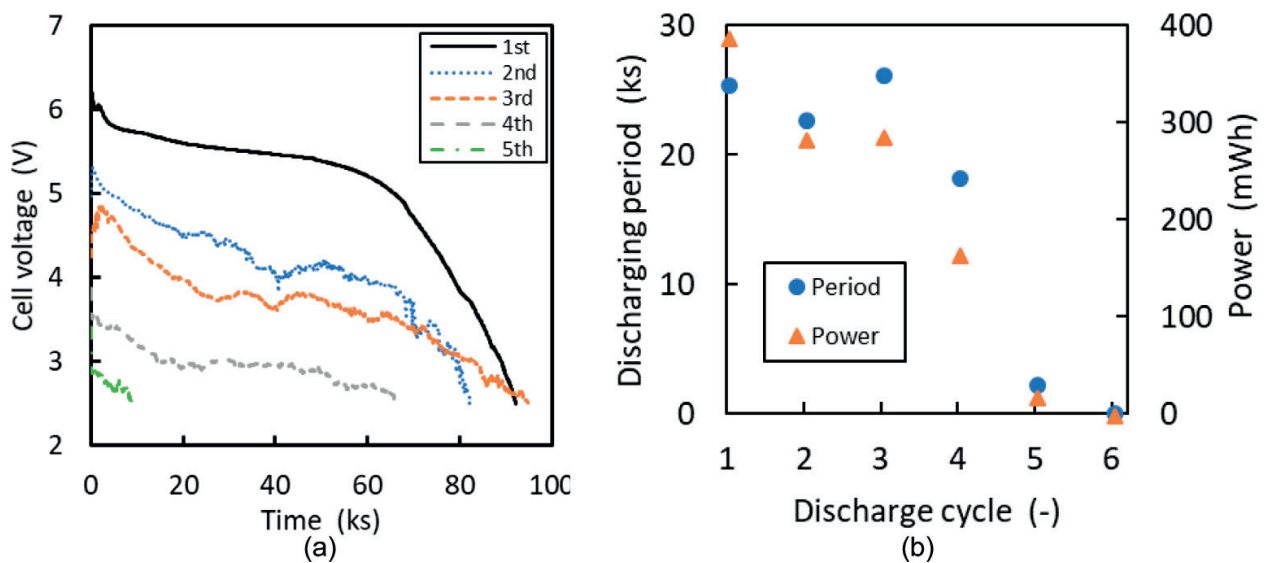 7
6
5
4
3
2
Cell voltage (V)
1st
2nd
3rd
4th
5th
0
20
40
60
80
100
Time (ks)
(a)
30
20
10
0
Discharging period (ks)
400
300
200
100
0
Power (mWh)
Period
Power
1
2
3
4
5
6
Discharge cycle (-)
(b)